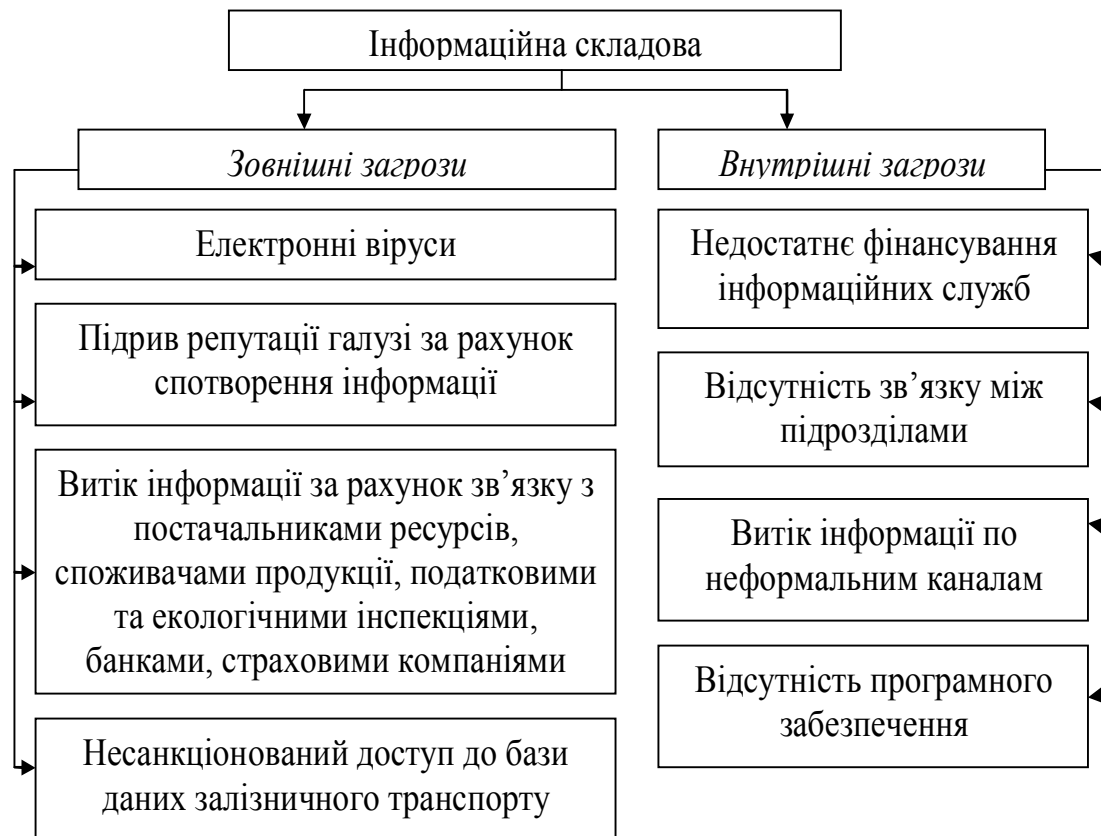 Інформаційна складова
Зовнішні загрози
Електронні віруси
Підрив репутації галузі за рахунок
спотворення інформації
Витік інформації за рахунок зв’язку з
постачальниками ресурсів,
споживачами продукції, податковими
та екологічними інспекціями,
банками, страховими компаніями
Несанкціонований доступ до бази
даних залізничного транспорту
Внутрішні загрози
Недостатнє фінансування
інформаційних служб
Відсутність зв’язку між
підрозділами
Витік інформації по
неформальним каналам
Відсутність програмного
забезпечення